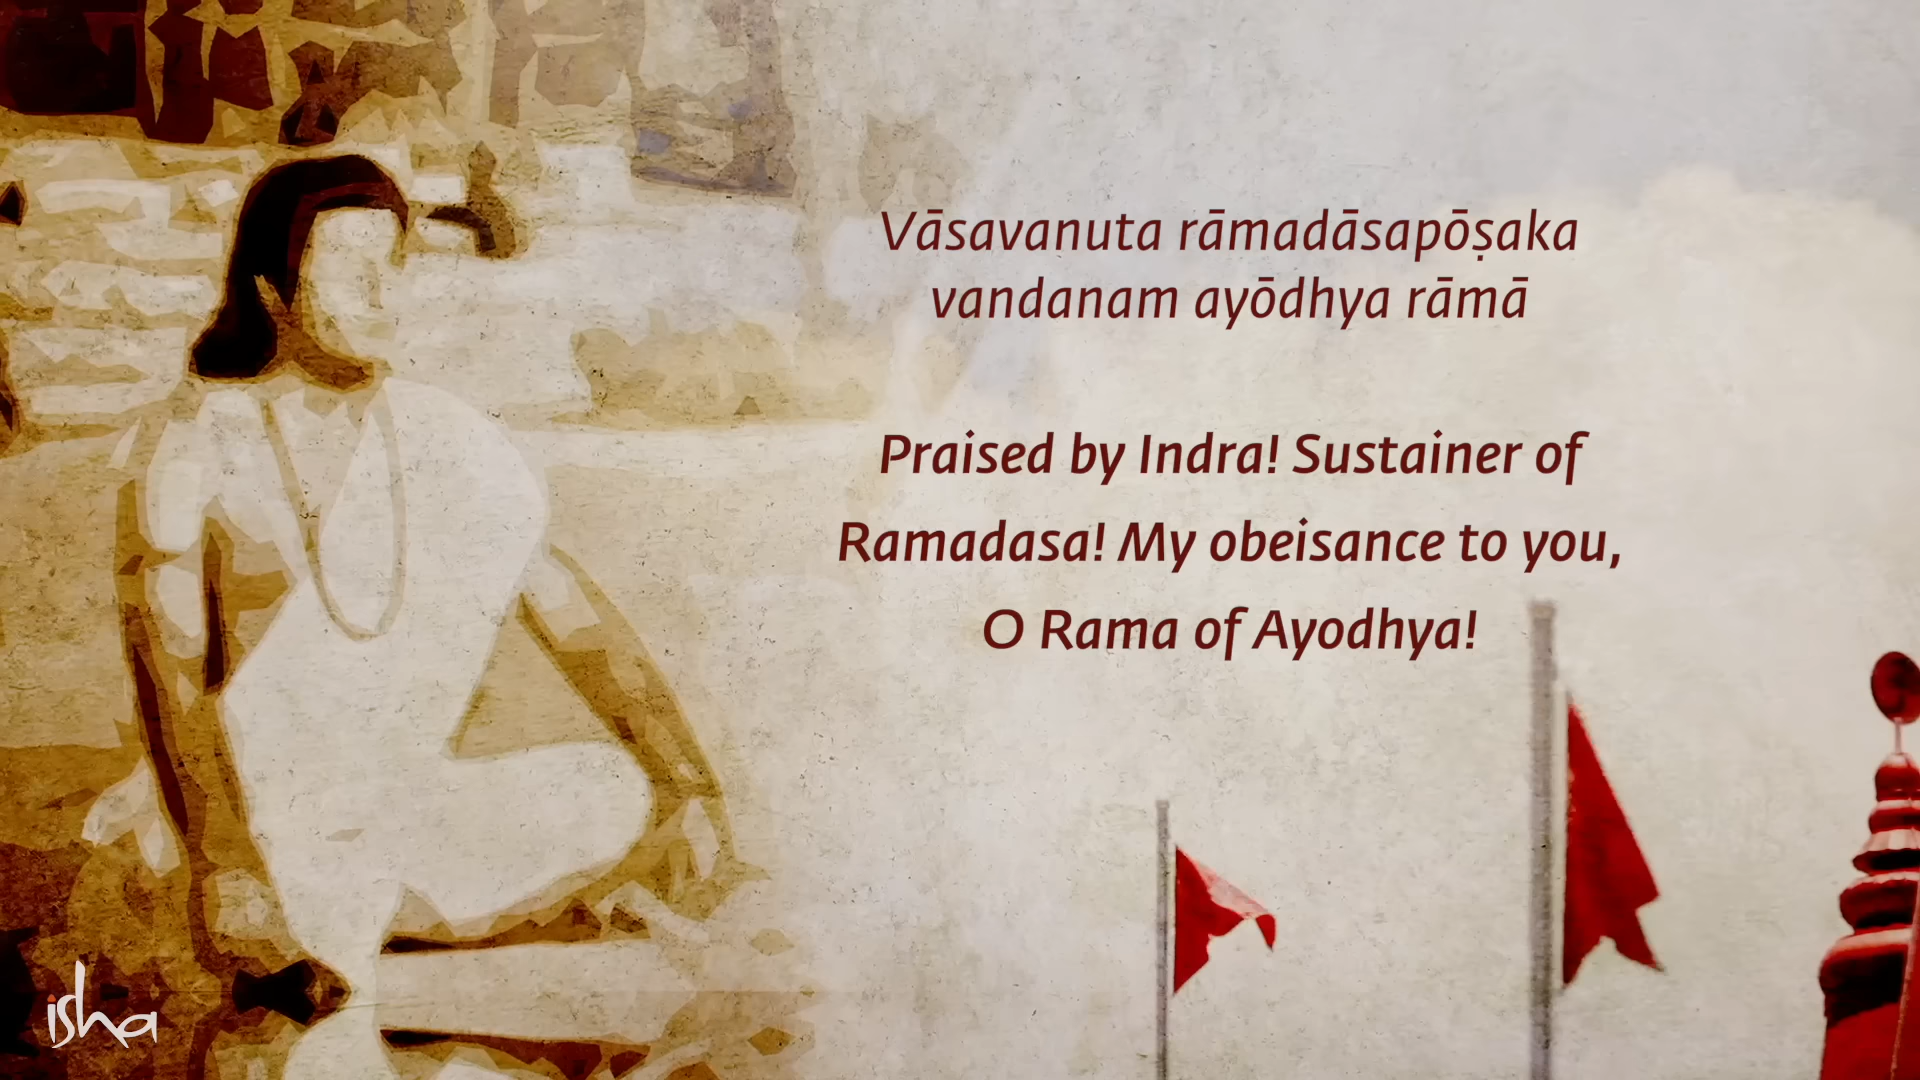 Vāsavanuta rāmadāsapōṣaka
vandanam ayōdhya rāmā
Praised by Indra! Sustainer of
Ramadasa! My obeisance to you,
O Rama of Ayodhya!
isha